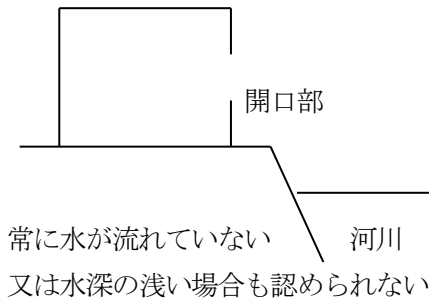 開口部
常に水が流れていない　河川
又は水深の浅い場合も認められない